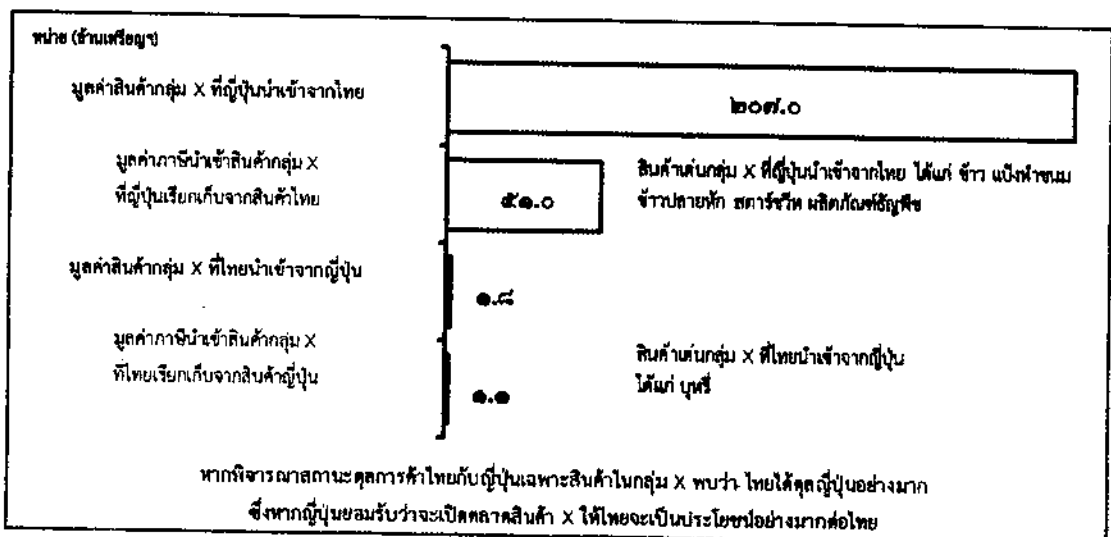 หน่วย (ล้านเหรียญฯ)
มูลค่าสินค้ากลุ่ม X ที่ญี่ปุ่นนำเข้าจากไทย
๒๐๗.๐
มูลค่าภาษีนำเข้าสินค้ากลุ่ม X
ที่ญี่ปุ่นเรียกเก็บจากสินค้าไทย
๕๑.๐
สินค้าเด่นกลุ่ม X ที่ญี่ปุ่นนำเข้าจากไทย ได้แก่ ข้าว แป้งทำขนม
ข้าวปลายหัก สตาร์ชวีท ผลิตภัณฑ์ธัญพืช
มูลค่าสินค้ากลุ่ม X ที่ไทยนำเข้าจากญี่ปุ่น
๑.๘
มูลค่าภาษีนำเข้าสินค้ากลุ่ม X
ที่ไทยเรียกเก็บจากสินค้าญี่ปุ่น
๑.๑
สินค้าเด่นกลุ่ม X ที่ไทยนำเข้าจากญี่ปุ่น
ได้แก่ บุหรี่
หากพิจารณาสถานะดุลการค้าไทยกับญี่ปุ่นเฉพาะสินค้าในกลุ่ม X พบว่า ไทยได้ดุลญี่ปุ่นอย่างมาก
ซึ่งหากญี่ปุ่นยอมรับว่าจะเปิดตลาดสินค้า X ให้ไทยจะเป็นประโยชน์อย่างมากต่อไทย